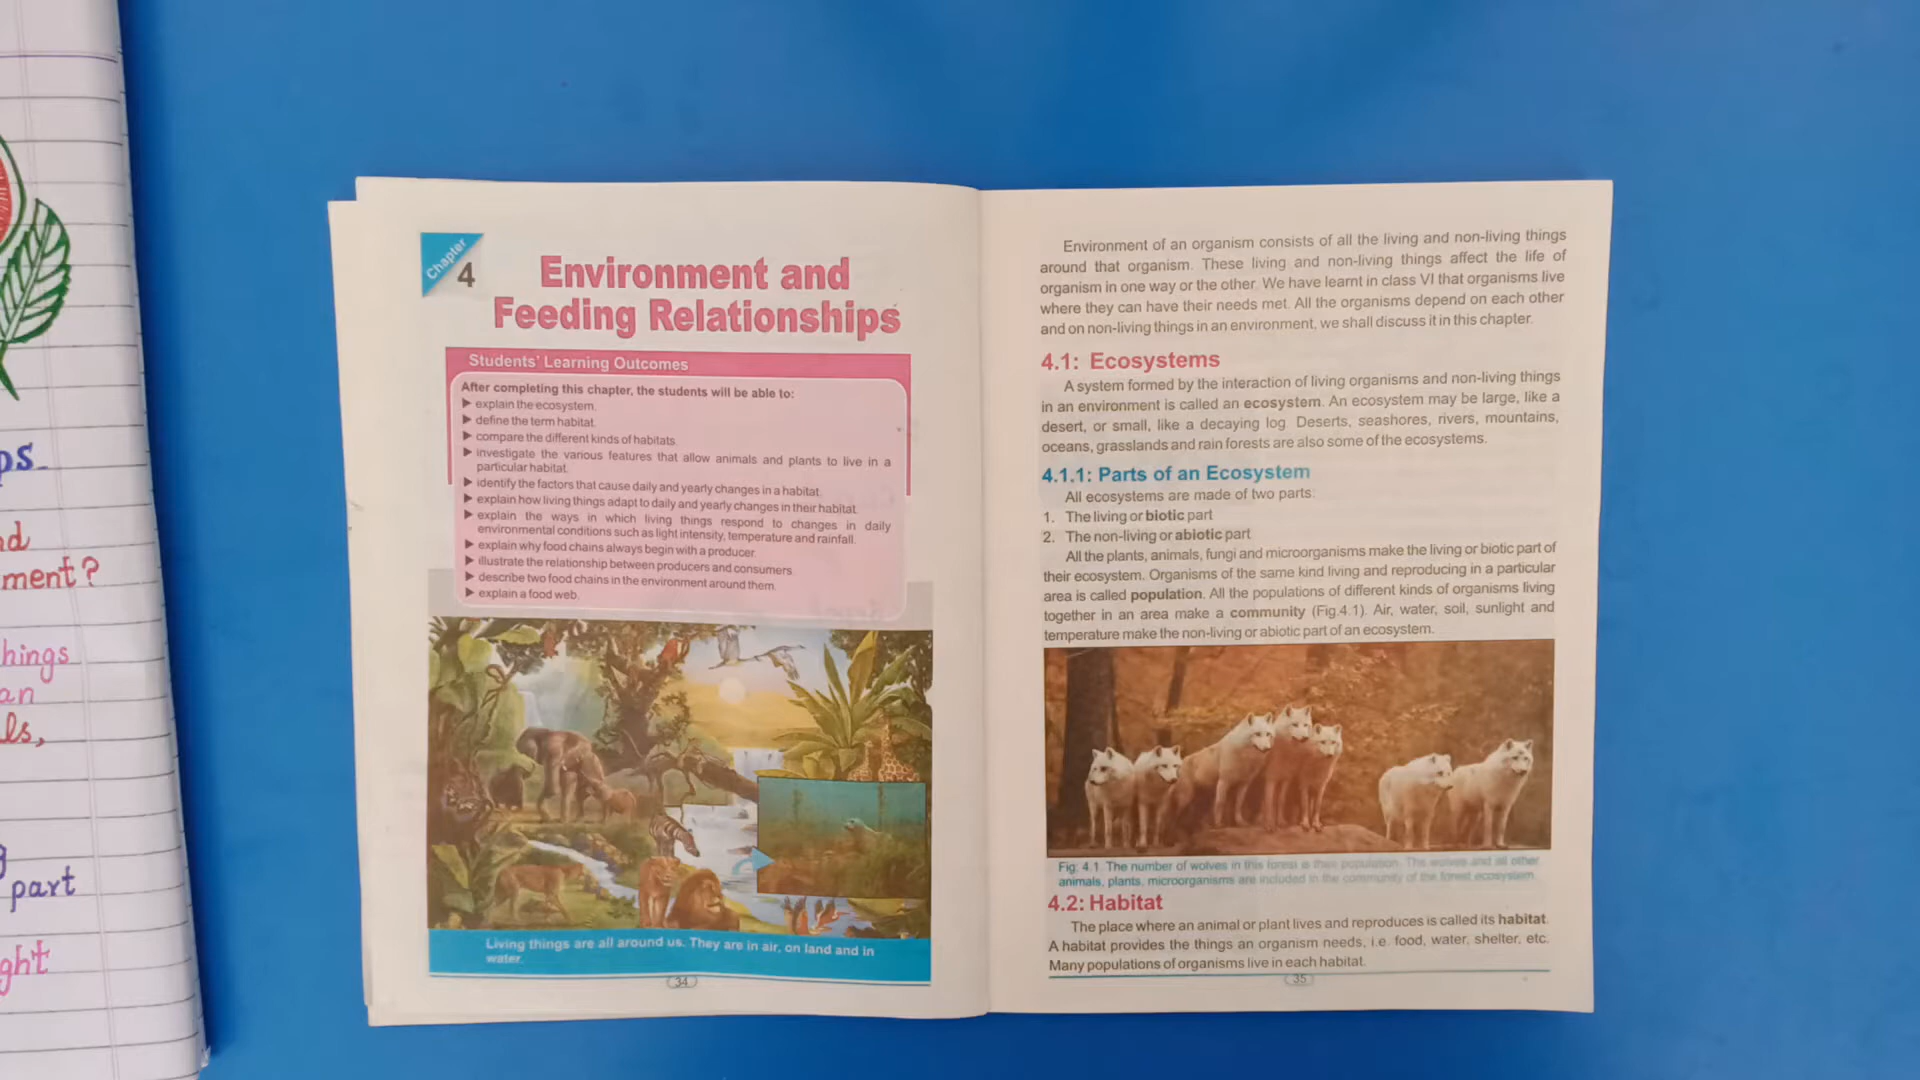 ps
nd
ment?
hings
an
ls,
part
ght
Chapter
4
Environment and
Feeding Relationships
Students' Learning Outcomes
After completing this chapter, the students will be able to:
▶ explain the ecosystem.
▶ define the term habitat.
▶ compare the different kinds of habitats.
▶ investigate the various features that allow animals and plants to live in a
particular habitat.
▶ identify the factors that cause daily and yearly changes in a habitat.
▶ explain how living things adapt to daily and yearly changes in their habitat.
▶ explain the ways in which living things respond to changes in daily
environmental conditions such as light intensity, temperature and rainfall.
▶ explain why food chains always begin with a producer.
▶ illustrate the relationship between producers and consumers.
▶ describe two food chains in the environment around them.
▶ explain a food web.
Living things are all around us. They are in air, on land and in
water.
34
Environment of an organism consists of all the living and non-living things
around that organism. These living and non-living things affect the life of
organism in one way or the other. We have learnt in class VI that organisms live
where they can have their needs met. All the organisms depend on each other
and on non-living things in an environment, we shall discuss it in this chapter.
4.1: Ecosystems
A system formed by the interaction of living organisms and non-living things
in an environment is called an ecosystem. An ecosystem may be large, like a
desert, or small, like a decaying log. Deserts, seashores, rivers, mountains,
oceans, grasslands and rain forests are also some of the ecosystems.
4.1.1: Parts of an Ecosystem
All ecosystems are made of two parts:
1. The living or biotic part
2. The non-living or abiotic part
All the plants, animals, fungi and microorganisms make the living or biotic part of
their ecosystem. Organisms of the same kind living and reproducing in a particular
area is called population. All the populations of different kinds of organisms living
together in an area make a community (Fig.4.1). Air, water, soil, sunlight and
temperature make the non-living or abiotic part of an ecosystem.
Fig: 4.1 The number of wolves in this forest is their population. The wolves and all other
animals, plants, microorganisms are included in the community of the forest ecosystem.
4.2: Habitat
The place where an animal or plant lives and reproduces is called its habitat.
A habitat provides the things an organism needs, i.e. food, water, shelter, etc.
Many populations of organisms live in each habitat.
35